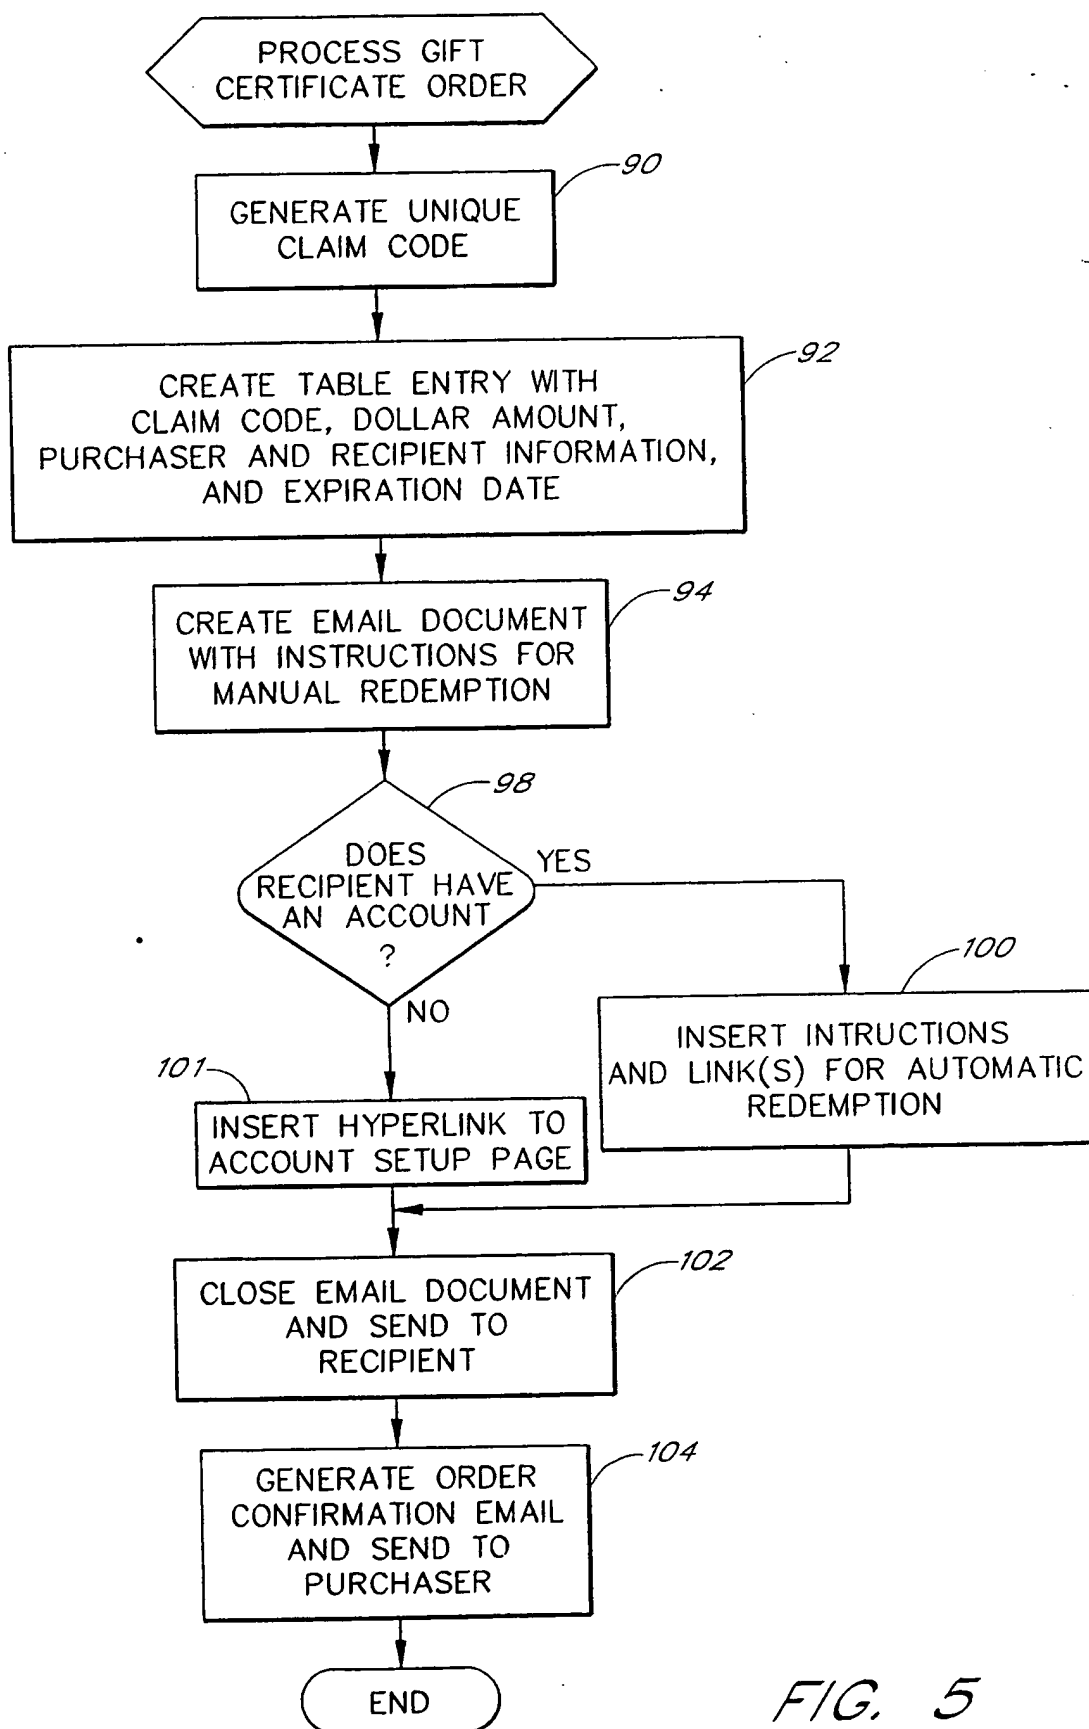 PROCESS GIFT
CERTIFICATE ORDER
90
GENERATE UNIQUE
CLAIM CODE
92
CREATE TABLE ENTRY WITH
CLAIM CODE, DOLLAR AMOUNT,
PURCHASER AND RECIPIENT INFORMATION,
AND EXPIRATION DATE
94
CREATE EMAIL DOCUMENT
WITH INSTRUCTIONS FOR
MANUAL REDEMPTION
98
DOES
RECIPIENT HAVE
AN ACCOUNT
?
YES
NO
100
INSERT INTRUCTIONS
AND LINK(S) FOR AUTOMATIC
REDEMPTION
101
INSERT HYPERLINK TO
ACCOUNT SETUP PAGE
102
CLOSE EMAIL DOCUMENT
AND SEND TO
RECIPIENT
104
GENERATE ORDER
CONFIRMATION EMAIL
AND SEND TO
PURCHASER
END
FIG. 5